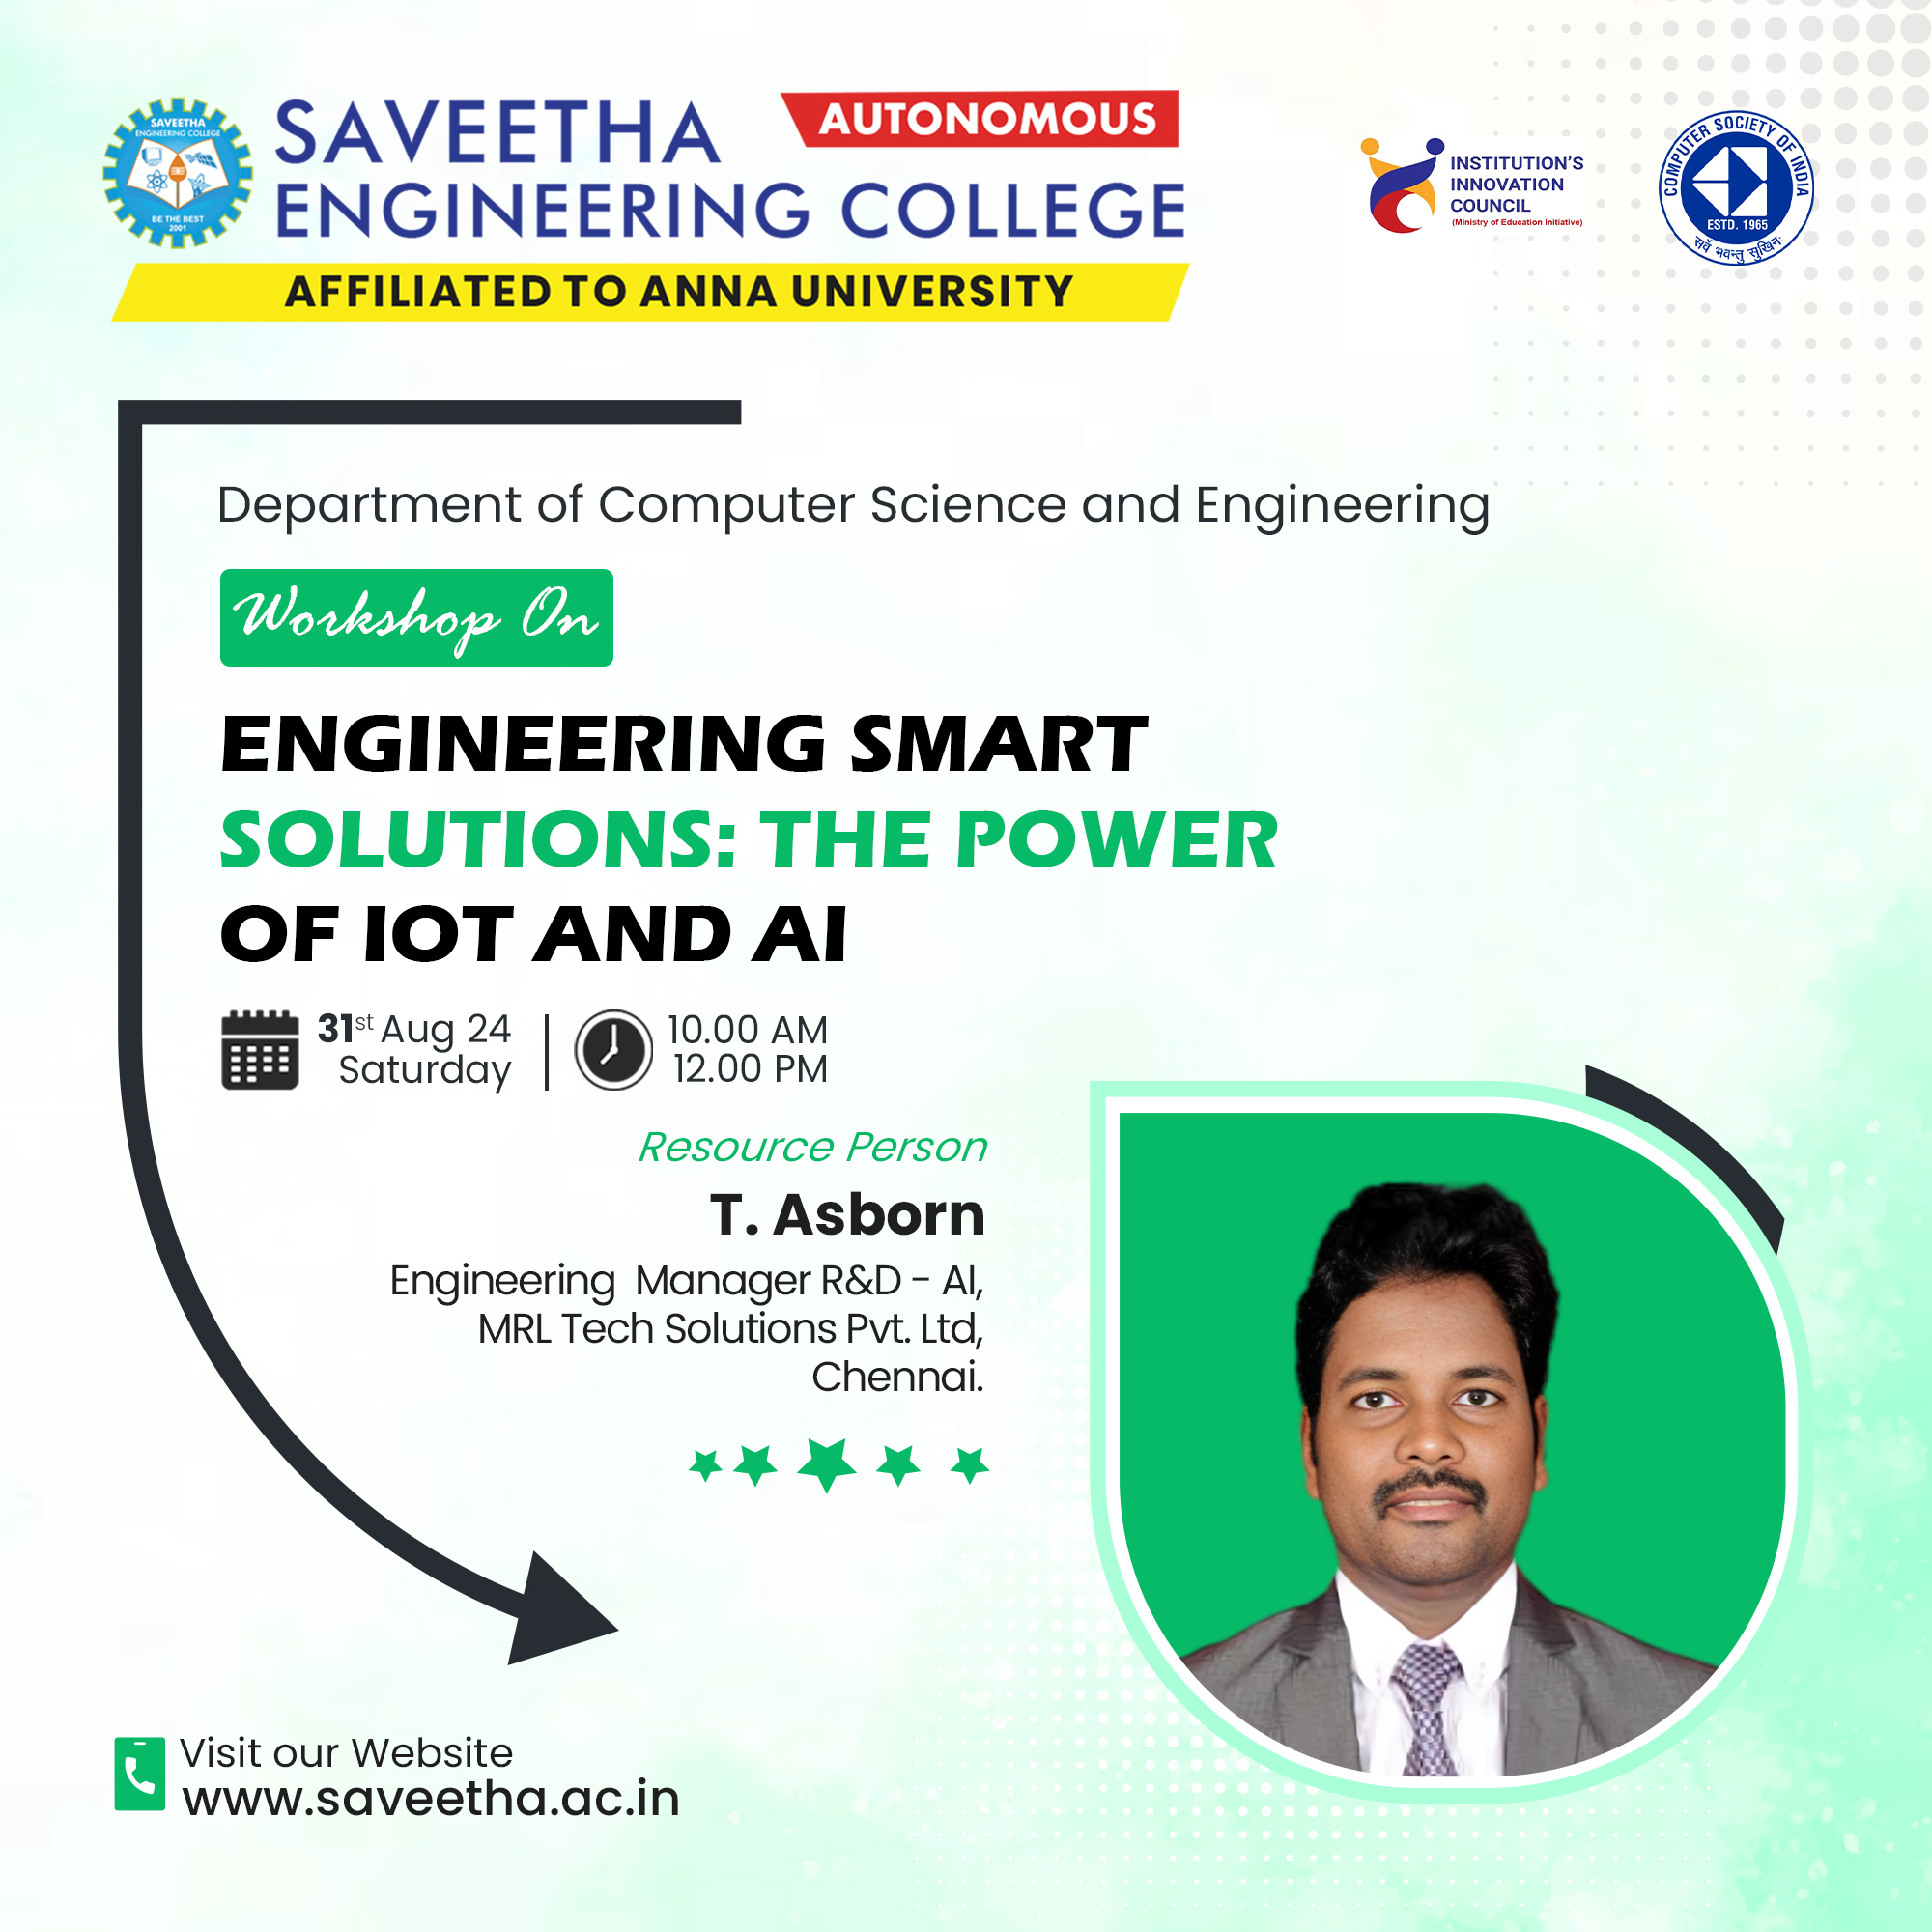 SAVEETHA
ENGINEERING COLLEGE
BE THE BEST
2001
SAVEETHA
AUTONOMOUS
ENGINEERING COLLEGE
AFFILIATED TO ANNA UNIVERSITY
INSTITUTION'S
INNOVATION
COUNCIL
(Ministry of Education Initiative)
COMPUTER SOCIETY OF INDIA
ESTD. 1965
सर्वे भवन्तु सुखिनः
Department of Computer Science and Engineering
Workshop On
ENGINEERING SMART
SOLUTIONS: THE POWER
OF IOT AND AI
31st Aug 24
Saturday
10.00 AM
12.00 PM
Resource Person
T. Asborn
Engineering Manager R&D - AI,
MRL Tech Solutions Pvt. Ltd,
Chennai.
Visit our Website
www.saveetha.ac.in